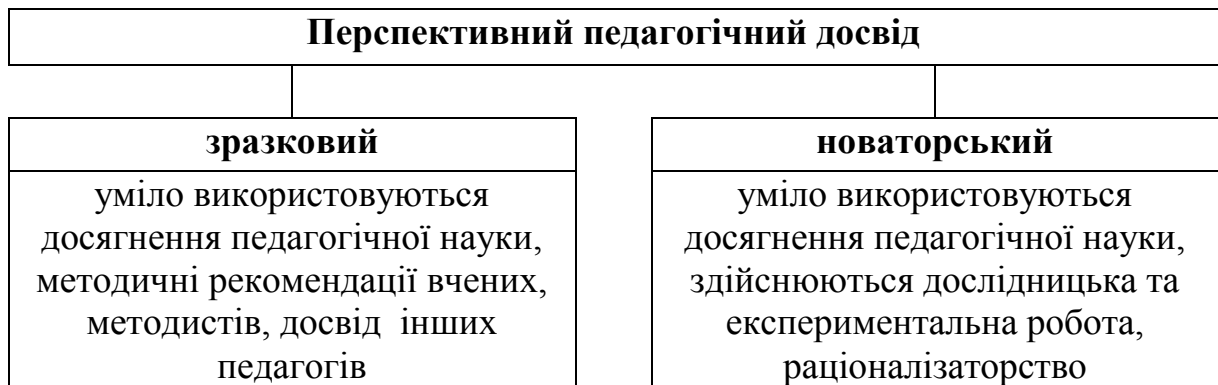 Перспективний педагогічний досвід
зразковий
уміло використовуються
досягнення педагогічної науки,
методичні рекомендації вчених,
методистів, досвід інших
педагогів
новаторський
уміло використовуються
досягнення педагогічної науки,
здійснюються дослідницька та
експериментальна робота,
раціоналізаторство